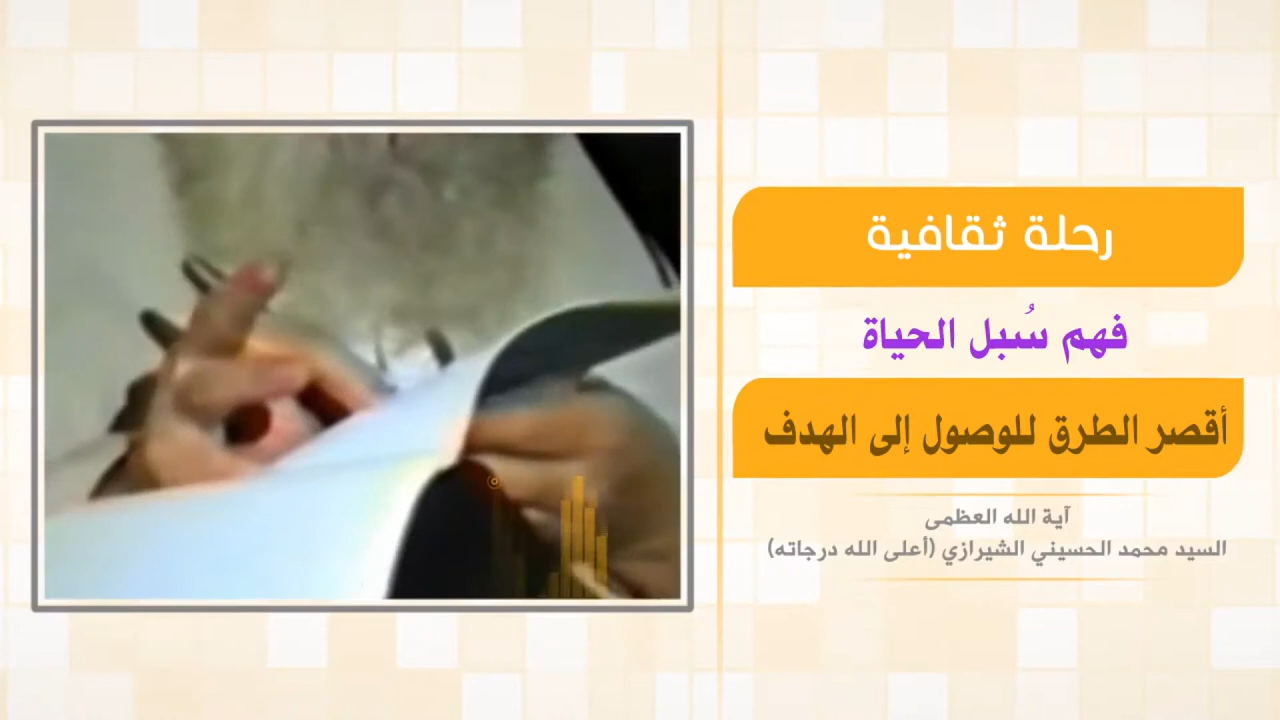 رحلة ثقافية
فهم سُبل الحياة
أقصر الطرق للوصول إلى الهدف
آية الله العظمى
السيد محمد الحسيني الشيرازي (أعلى الله درجاته)